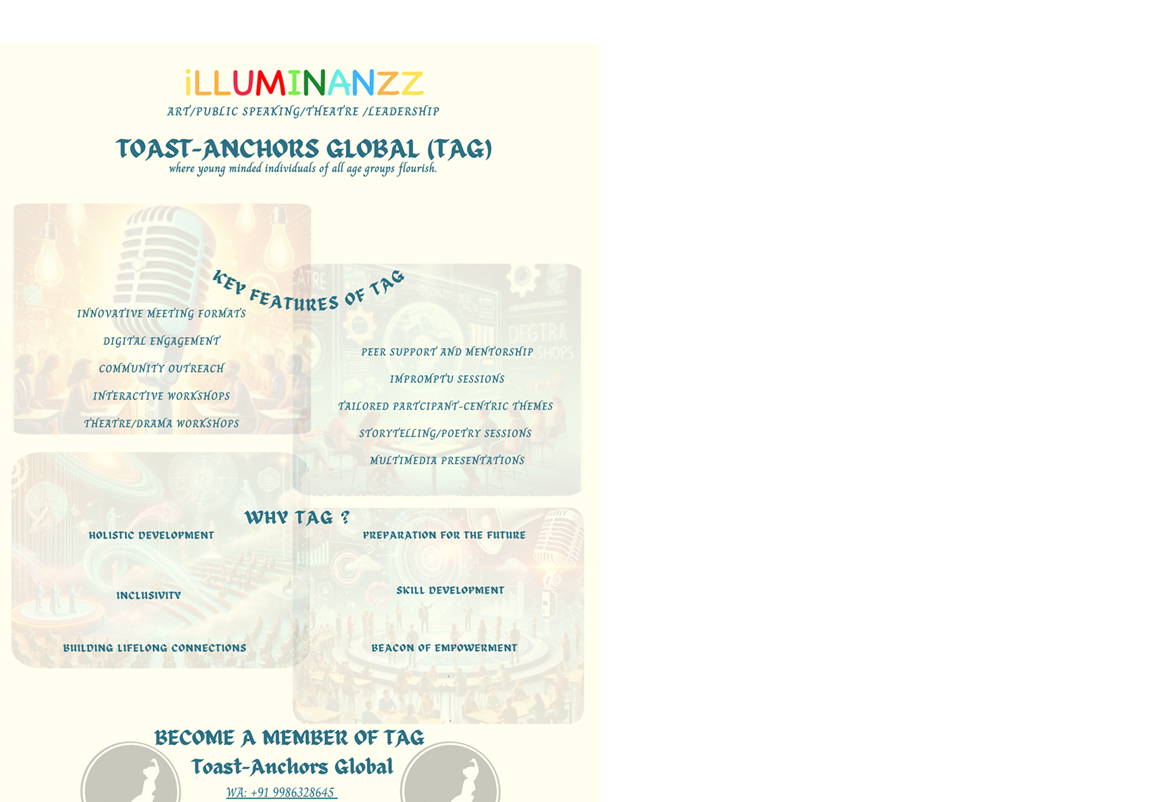 iLLUMINANZZ
ART/PUBLIC SPEAKING/THEATRE /LEADERSHIP
TOAST-ANCHORS GLOBAL (TAG)
where young minded individuals of all age groups flourish.
KEY FEATURES OF TAG
INNOVATIVE MEETING FORMATS
DIGITAL ENGAGEMENT
COMMUNITY OUTREACH
INTERACTIVE WORKSHOPS
THEATRE/DRAMA WORKSHOPS
PEER SUPPORT AND MENTORSHIP
IMPROMPTU SESSIONS
TAILORED PARTCIPANT-CENTRIC THEMES
STORYTELLING/POETRY SESSIONS
MULTIMEDIA PRESENTATIONS
WHY TAG ?
HOLISTIC DEVELOPMENT
INCLUSIVITY
BUILDING LIFELONG CONNECTIONS
PREPARATION FOR THE FUTURE
SKILL DEVELOPMENT
BEACON OF EMPOWERMENT
BECOME A MEMBER OF TAG
Toast-Anchors Global
WA: +91 9986328645